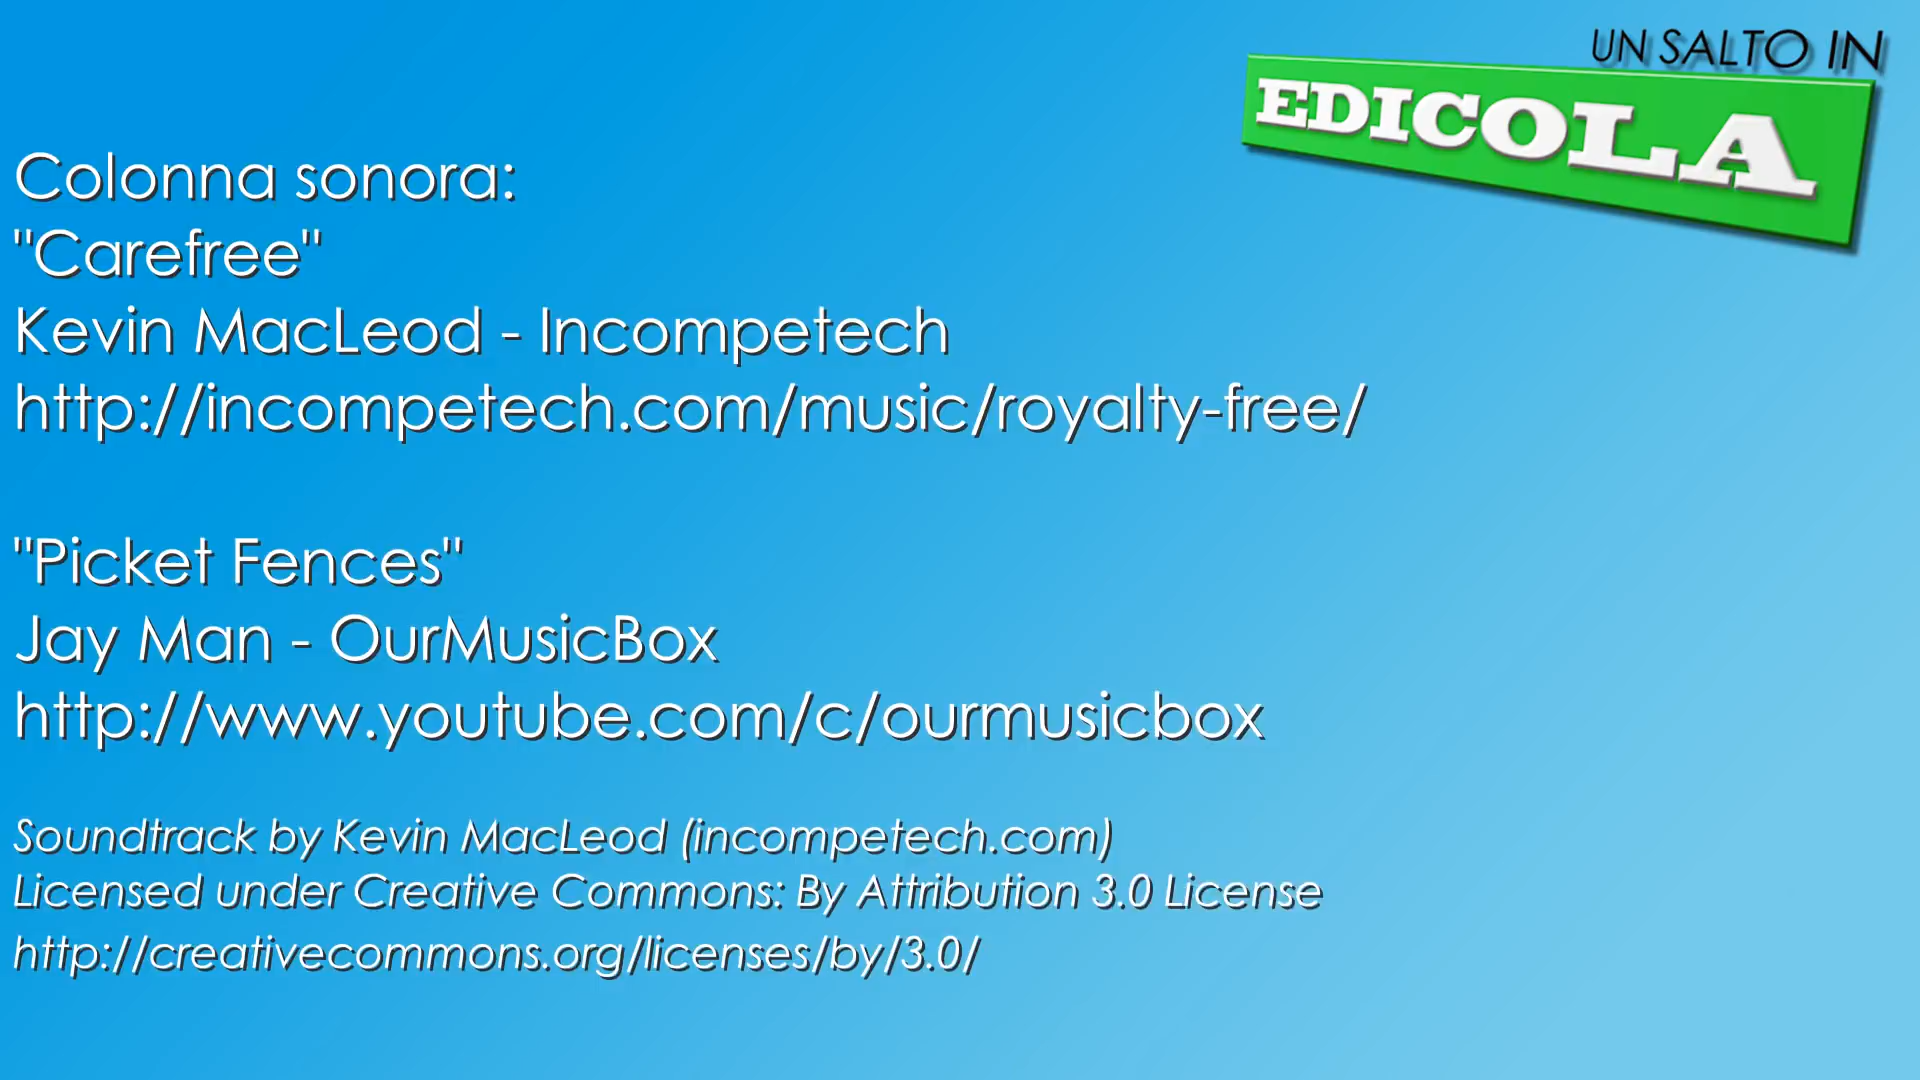 UN SALTO IN
EDICOLA
Colonna sonora:
"Carefree"
Kevin MacLeod - Incompetech
http://incompetech.com/music/royalty-free/
"Picket Fences"
Jay Man - OurMusicBox
http://www.youtube.com/c/ourmusicbox
Soundtrack by Kevin MacLeod (incompetech.com)
Licensed under Creative Commons: By Attribution 3.0 License
http://creativecommons.org/licenses/by/3.0/